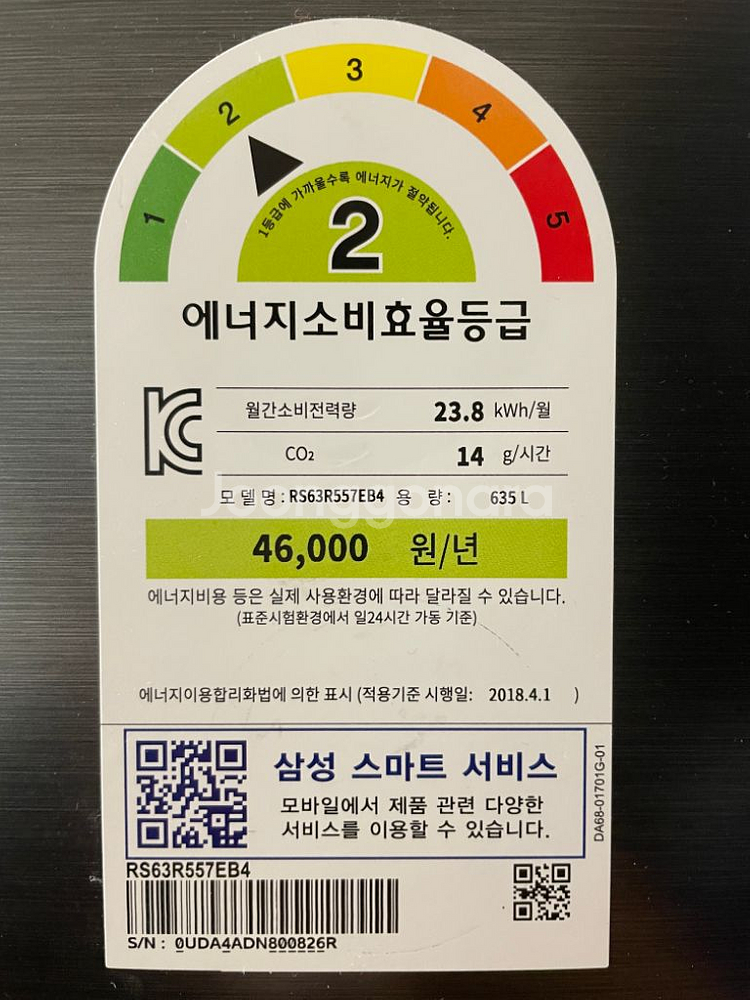 1
2
3
4
5
1등급에 가까울수록 에너지가 절약됩니다.
2
에너지소비효율등급
월간소비전력량 23.8 kWh/월
CO₂ 14 g/시간
모델명 : RS63R557EB4 용 량 : 635 L
Joonggonara
46,000 원/년
에너지비용 등은 실제 사용환경에 따라 달라질 수 있습니다.
(표준시험환경에서 일24시간 가동 기준)
에너지이용합리화법에 의한 표시 (적용기준 시행일: 2018.4.1 )
삼성 스마트 서비스
모바일에서 제품 관련 다양한
서비스를 이용할 수 있습니다.
DA68-01701G-01
RS63R557EB4
S/N : 0UDA4ADN800826R